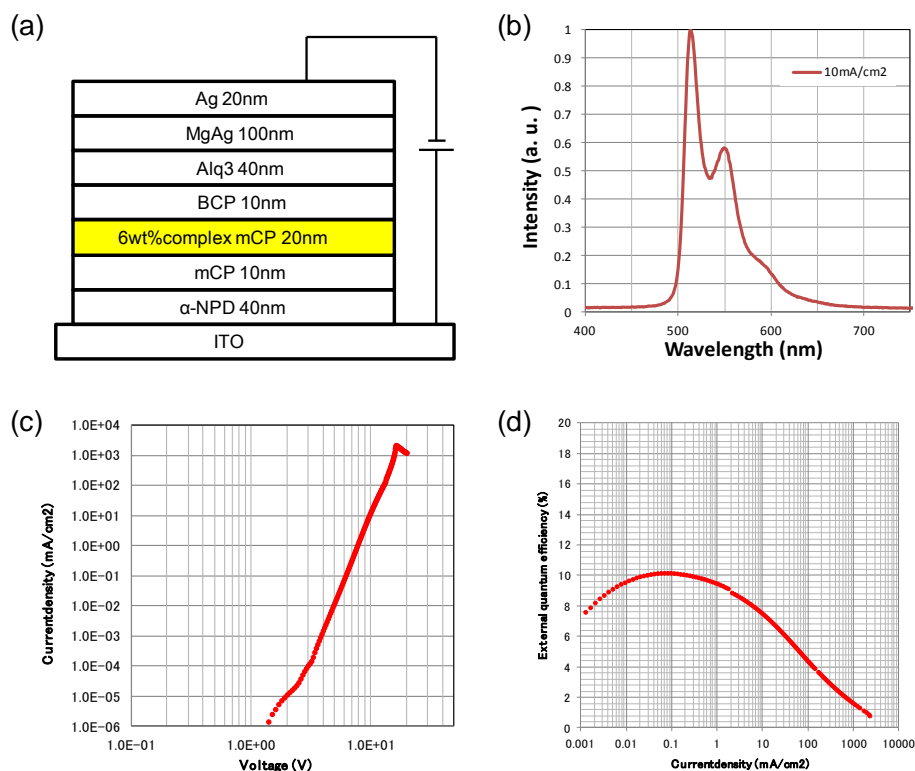 (a)
Ag 20nm
MgAg 100nm
Alq3 40nm
BCP 10nm
6wt%complex mCP 20nm
mCP 10nm
α-NPD 40nm
ITO
(b)
1
0.9
0.8
0.7
0.6
0.5
0.4
0.3
0.2
0.1
0
400
500
600
700
10mA/cm2
Intensity (a. u. )
Wavelength (nm)
(c)
1.0E+04
1.0E+03
1.0E+02
1.0E+01
1.0E+00
1.0E-01
1.0E-02
1.0E-03
1.0E-04
1.0E-05
1.0E-06
1.0E-01
1.0E+00
1.0E+01
Currentdensity (mA/cm2)
Voltage (V)
(d)
20
18
16
14
12
10
8
6
4
2
0
0.001
0.01
0.1
1
10
100
1000
10000
External quantum efficiency (%)
Currentdensity (mA/cm2)